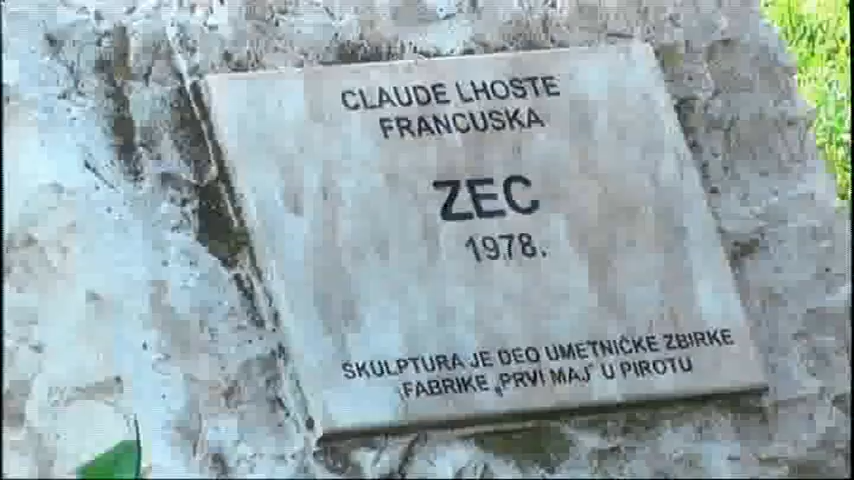 CLAUDE LHOSTE
FRANCUSKA
ZEC
1978.
SKULPTURA JE DEO UMETNIČKE ZBIRKE
FABRIKE „PRVI MAJ“ U PIROTU